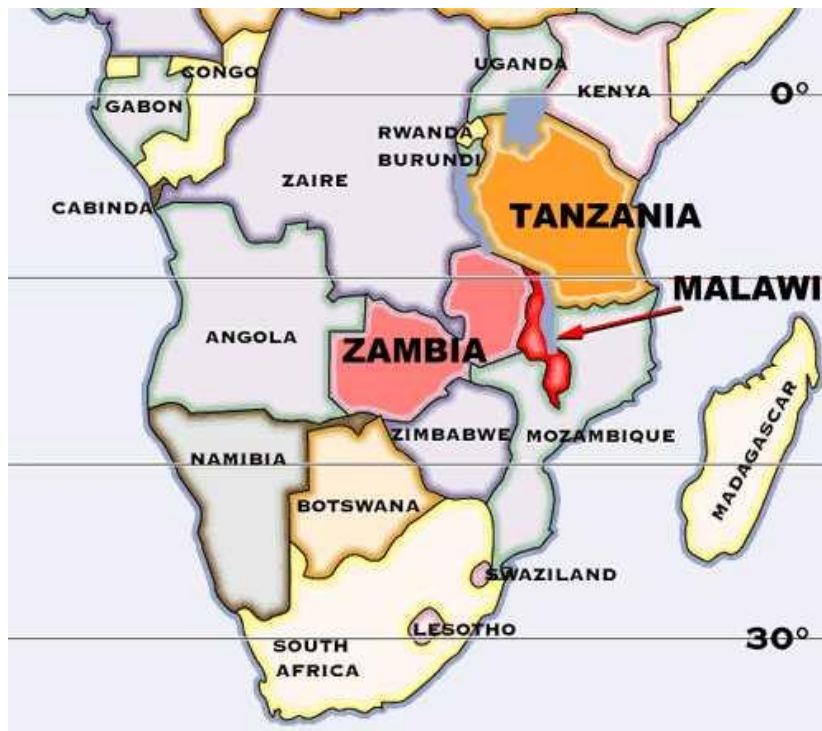 UGANDA
CONGO
KENYA
0°
GABON
RWANDA
BURUNDI
ZAIRE
CABINDA
TANZANIA
MALAWI
ANGOLA
ZAMBIA
ZIMBABWE
MOZAMBIQUE
MADAGASCAR
NAMIBIA
BOTSWANA
SWAZILAND
LESOTHO
30°
SOUTH
AFRICA